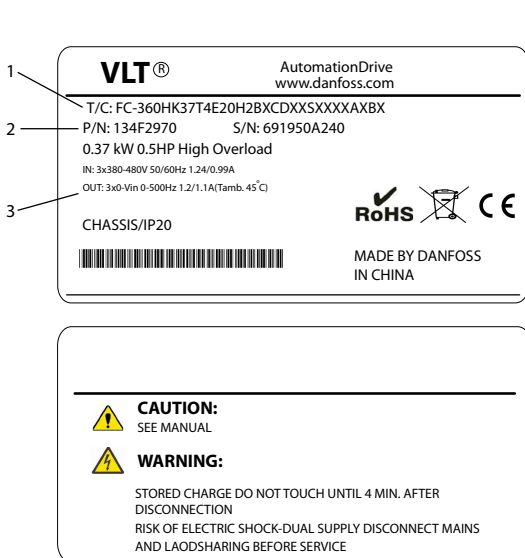 VLT® AutomationDrive
www.danfoss.com
1
T/C: FC-360HK37T4E20H2BXCDXXSXXXXAXBX
2
P/N: 134F2970 S/N: 691950A240
0.37 kW 0.5HP High Overload
IN: 3x380-480V 50/60Hz 1.24/0.99A
OUT: 3x0-Vin 0-500Hz 1.2/1.1A(Tamb. 45°C)
3
CHASSIS/IP20
RoHS CE
MADE BY DANFOSS
IN CHINA
CAUTION:
SEE MANUAL
WARNING:
STORED CHARGE DO NOT TOUCH UNTIL 4 MIN. AFTER
DISCONNECTION
RISK OF ELECTRIC SHOCK-DUAL SUPPLY DISCONNECT MAINS
AND LAODSHARING BEFORE SERVICE